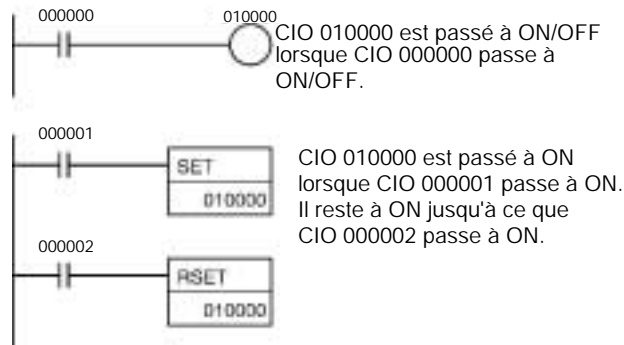 000000
010000
CIO 010000 est passé à ON/OFF
lorsque CIO 000000 passe à
ON/OFF.
000001
SET
010000
CIO 010000 est passé à ON
lorsque CIO 000001 passe à ON.
Il reste à ON jusqu'à ce que
CIO 000002 passe à ON.
000002
RSET
010000